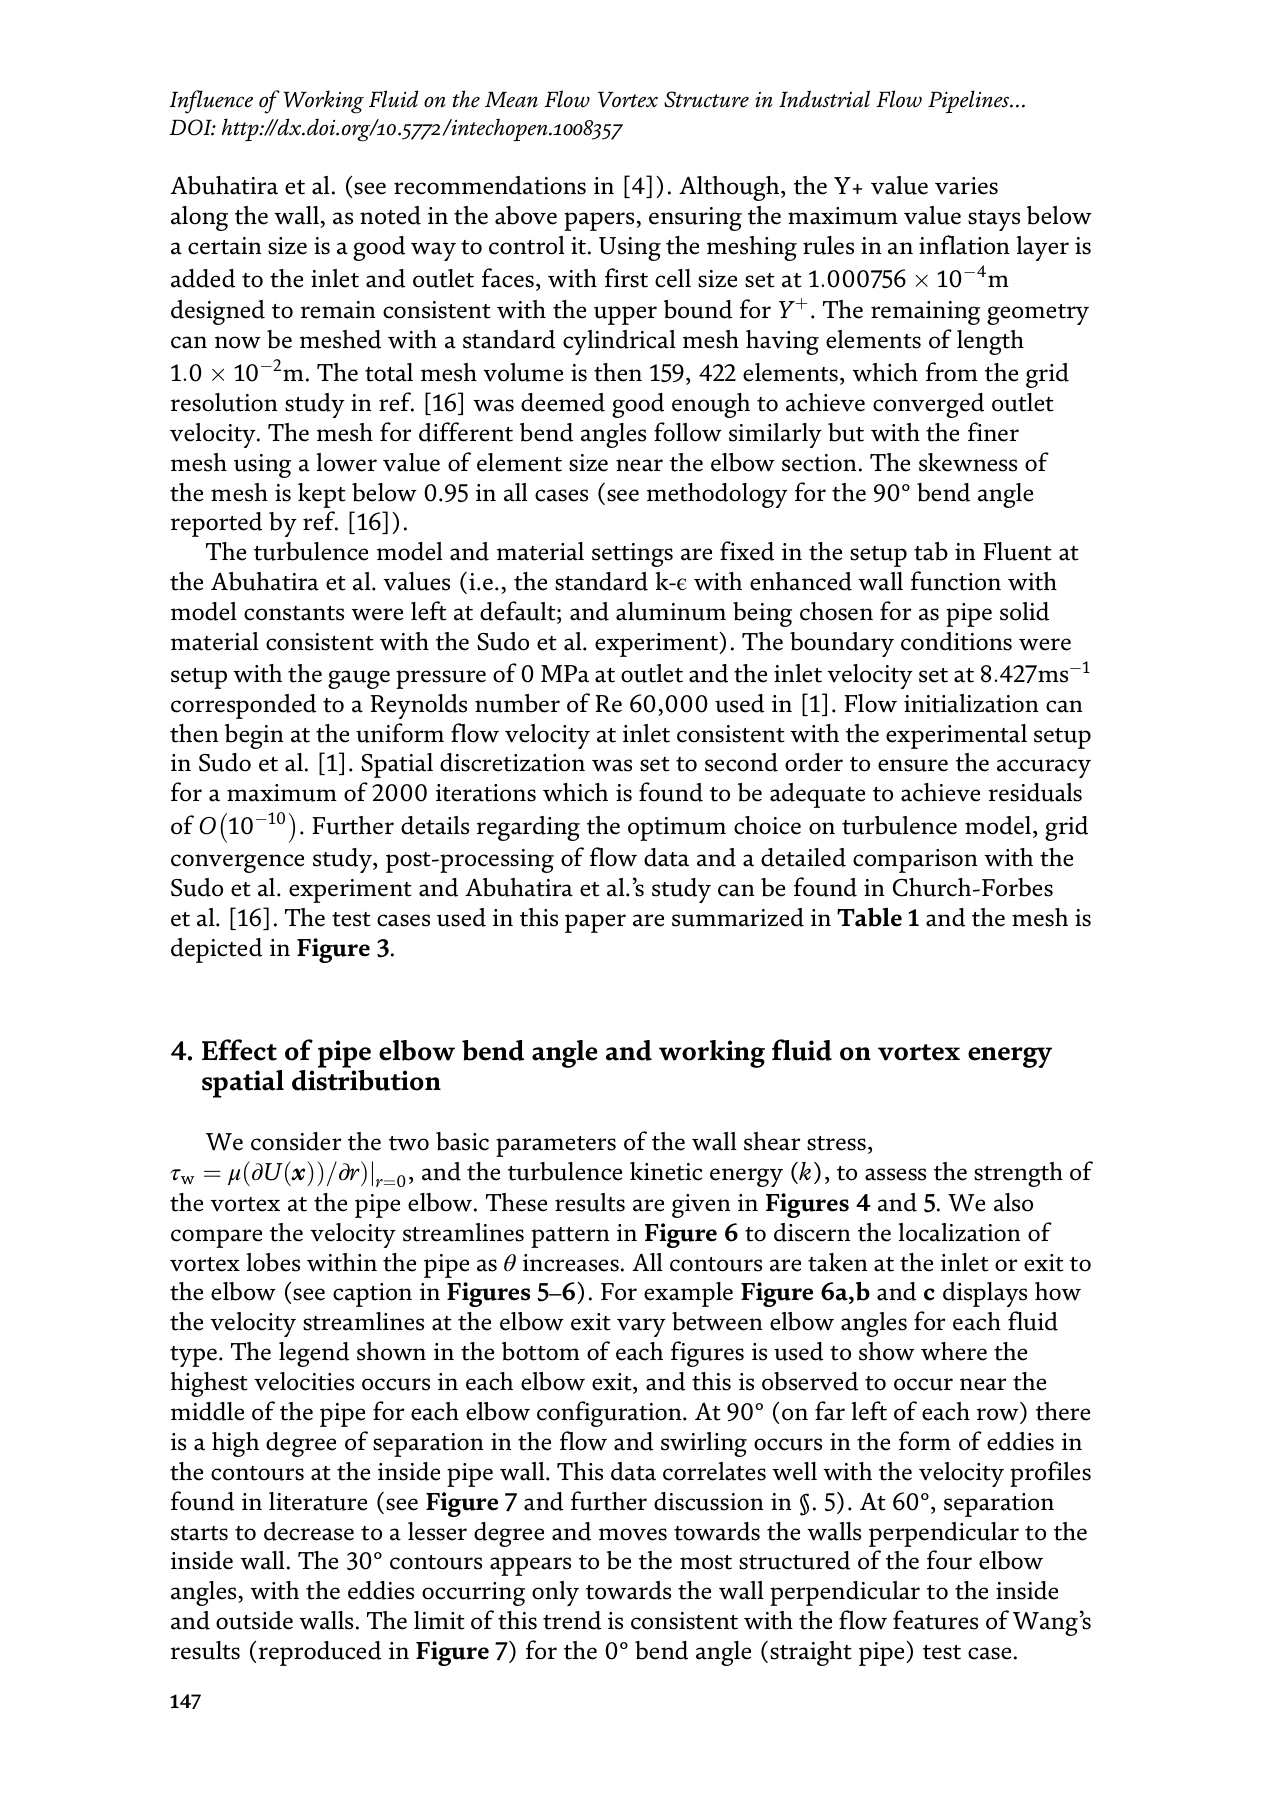 Influence of Working Fluid on the Mean Flow Vortex Structure in Industrial Flow Pipelines…
DOI: http://dx.doi.org/10.5772/intechopen.1008357
Abuhatira et al. (see recommendations in [4]). Although, the Y+ value varies
along the wall, as noted in the above papers, ensuring the maximum value stays below
a certain size is a good way to control it. Using the meshing rules in an inflation layer is
added to the inlet and outlet faces, with first cell size set at 1.000756 × 10⁻⁴m
designed to remain consistent with the upper bound for Y⁺. The remaining geometry
can now be meshed with a standard cylindrical mesh having elements of length
1.0 × 10⁻²m. The total mesh volume is then 159, 422 elements, which from the grid
resolution study in ref. [16] was deemed good enough to achieve converged outlet
velocity. The mesh for different bend angles follow similarly but with the finer
mesh using a lower value of element size near the elbow section. The skewness of
the mesh is kept below 0.95 in all cases (see methodology for the 90° bend angle
reported by ref. [16]).
The turbulence model and material settings are fixed in the setup tab in Fluent at
the Abuhatira et al. values (i.e., the standard k-ϵ with enhanced wall function with
model constants were left at default; and aluminum being chosen for as pipe solid
material consistent with the Sudo et al. experiment). The boundary conditions were
setup with the gauge pressure of 0 MPa at outlet and the inlet velocity set at 8.427ms⁻¹
corresponded to a Reynolds number of Re 60,000 used in [1]. Flow initialization can
then begin at the uniform flow velocity at inlet consistent with the experimental setup
in Sudo et al. [1]. Spatial discretization was set to second order to ensure the accuracy
for a maximum of 2000 iterations which is found to be adequate to achieve residuals
of O(10⁻¹⁰). Further details regarding the optimum choice on turbulence model, grid
convergence study, post-processing of flow data and a detailed comparison with the
Sudo et al. experiment and Abuhatira et al.’s study can be found in Church-Forbes
et al. [16]. The test cases used in this paper are summarized in Table 1 and the mesh is
depicted in Figure 3.
4. Effect of pipe elbow bend angle and working fluid on vortex energy
spatial distribution
We consider the two basic parameters of the wall shear stress,
τ_w = μ(∂U(x))/∂r)|_{r=0}, and the turbulence kinetic energy (k), to assess the strength of
the vortex at the pipe elbow. These results are given in Figures 4 and 5. We also
compare the velocity streamlines pattern in Figure 6 to discern the localization of
vortex lobes within the pipe as θ increases. All contours are taken at the inlet or exit to
the elbow (see caption in Figures 5–6). For example Figure 6a,b and c displays how
the velocity streamlines at the elbow exit vary between elbow angles for each fluid
type. The legend shown in the bottom of each figures is used to show where the
highest velocities occurs in each elbow exit, and this is observed to occur near the
middle of the pipe for each elbow configuration. At 90° (on far left of each row) there
is a high degree of separation in the flow and swirling occurs in the form of eddies in
the contours at the inside pipe wall. This data correlates well with the velocity profiles
found in literature (see Figure 7 and further discussion in §. 5). At 60°, separation
starts to decrease to a lesser degree and moves towards the walls perpendicular to the
inside wall. The 30° contours appears to be the most structured of the four elbow
angles, with the eddies occurring only towards the wall perpendicular to the inside
and outside walls. The limit of this trend is consistent with the flow features of Wang’s
results (reproduced in Figure 7) for the 0° bend angle (straight pipe) test case.
147